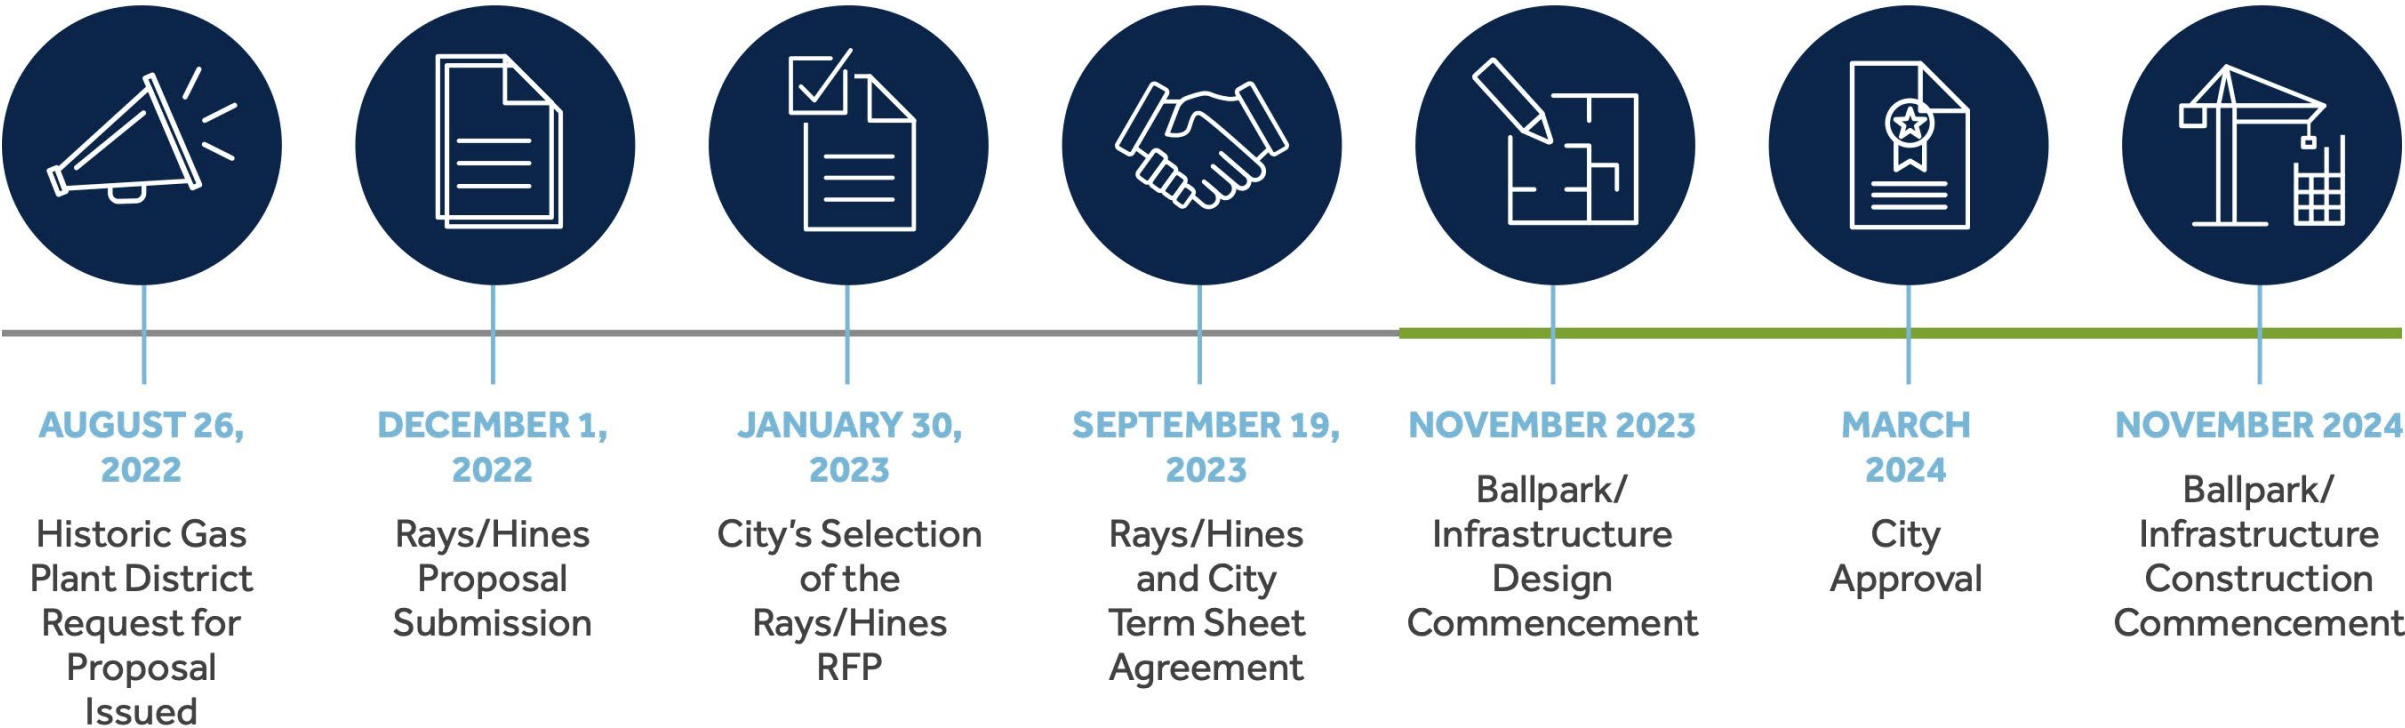 AUGUST 26,
2022
Historic Gas
Plant District
Request for
Proposal
Issued
DECEMBER 1,
2022
Rays/Hines
Proposal
Submission
JANUARY 30,
2023
City’s Selection
of the
Rays/Hines
RFP
SEPTEMBER 19,
2023
Rays/Hines
and City
Term Sheet
Agreement
NOVEMBER 2023
Ballpark/
Infrastructure
Design
Commencement
MARCH
2024
City
Approval
NOVEMBER 2024
Ballpark/
Infrastructure
Construction
Commencement